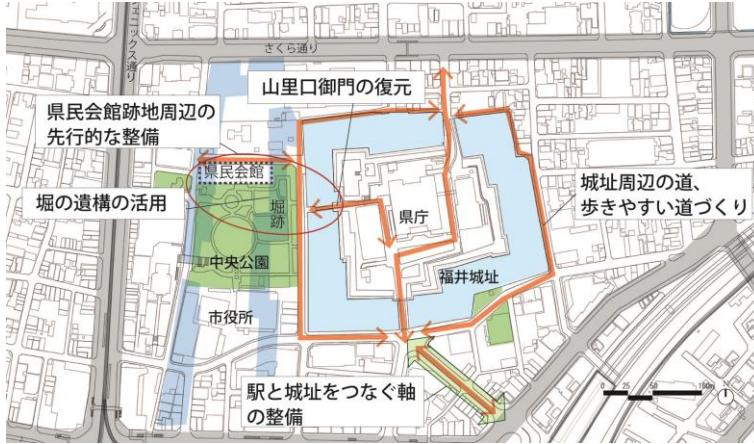 さくら通り
フェニックス通り
山里口御門の復元
県民会館跡地周辺の
先行的な整備
県民会館
堀の遺構の活用
堀跡
県庁
城址周辺の道、
歩きやすい道づくり
中央公園
福井城址
市役所
駅と城址をつなぐ軸
の整備
0 25 50 100m